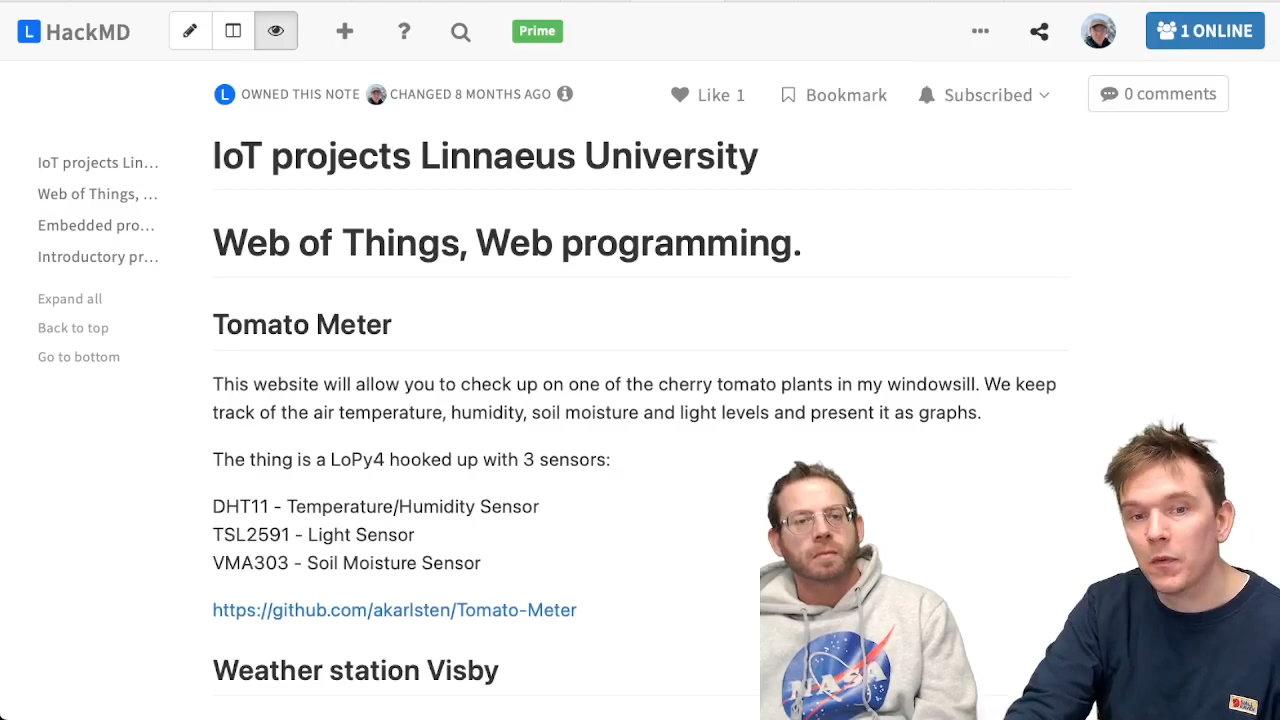 L HackMD
Prime
1 ONLINE
L OWNED THIS NOTE CHANGED 8 MONTHS AGO
Like 1
Bookmark
Subscribed
0 comments
IoT projects Lin…
Web of Things, …
Embedded pro…
Introductory pr…
Expand all
Back to top
Go to bottom
IoT projects Linnaeus University
Web of Things, Web programming.
Tomato Meter
This website will allow you to check up on one of the cherry tomato plants in my windowsill. We keep
track of the air temperature, humidity, soil moisture and light levels and present it as graphs.
The thing is a LoPy4 hooked up with 3 sensors:
DHT11 - Temperature/Humidity Sensor
TSL2591 - Light Sensor
VMA303 - Soil Moisture Sensor
https://github.com/akarlsten/Tomato-Meter
Weather station Visby
NASA